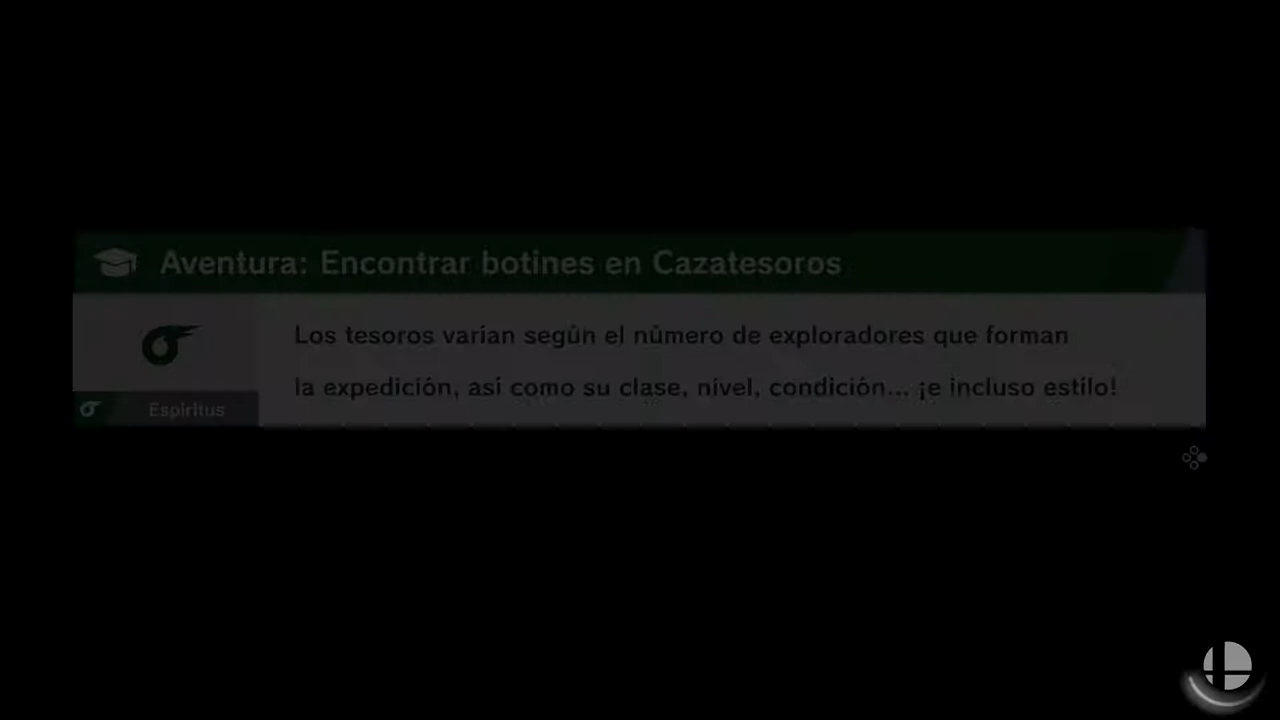 Aventura: Encontrar botines en Cazatesoros
Los tesoros varían según el número de exploradores que forman
la expedición, así como su clase, nivel, condición... ¡e incluso estilo!
Espíritus